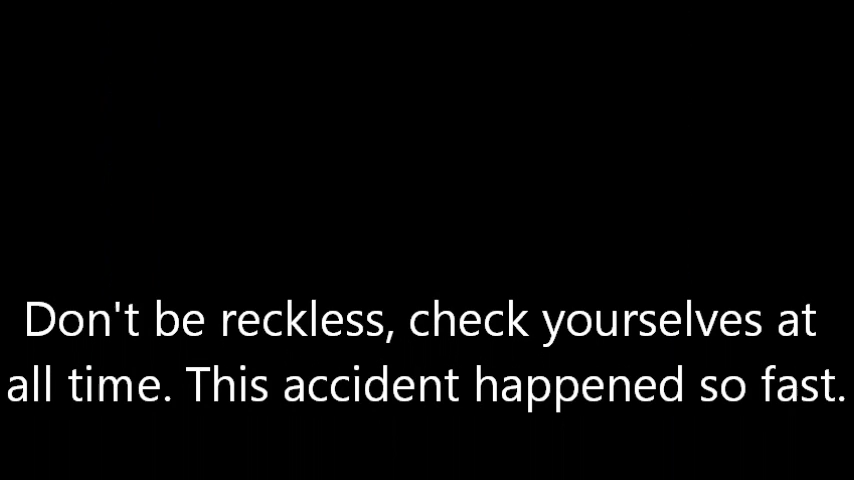 Don't be reckless, check yourselves at
all time. This accident happened so fast.